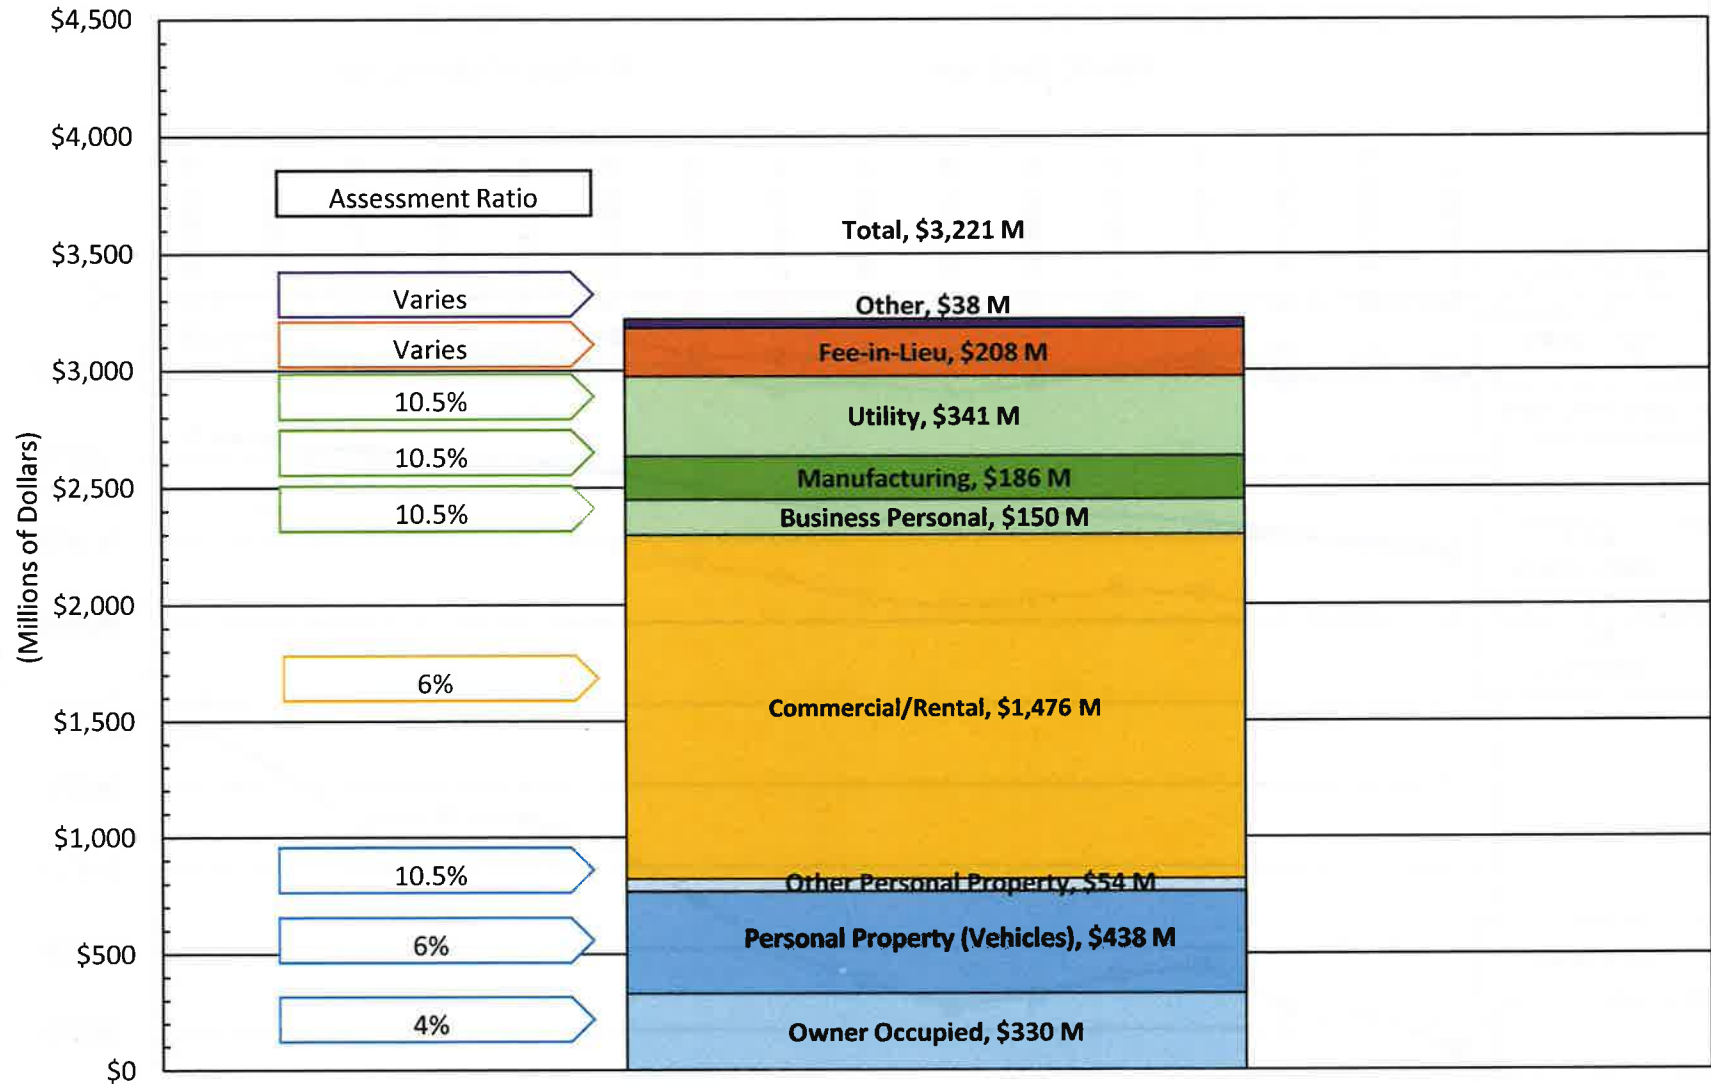 $4,500
$4,000
Assessment Ratio
Total, $3,221 M
$3,500
Varies
Other, $38 M
Varies
Fee-in-Lieu, $208 M
$3,000
10.5%
Utility, $341 M
10.5%
Manufacturing, $186 M
$2,500
10.5%
Business Personal, $150 M
(Millions of Dollars)
$2,000
6%
Commercial/Rental, $1,476 M
$1,500
$1,000
10.5%
Other Personal Property, $54 M
6%
Personal Property (Vehicles), $438 M
$500
4%
Owner Occupied, $330 M
$0